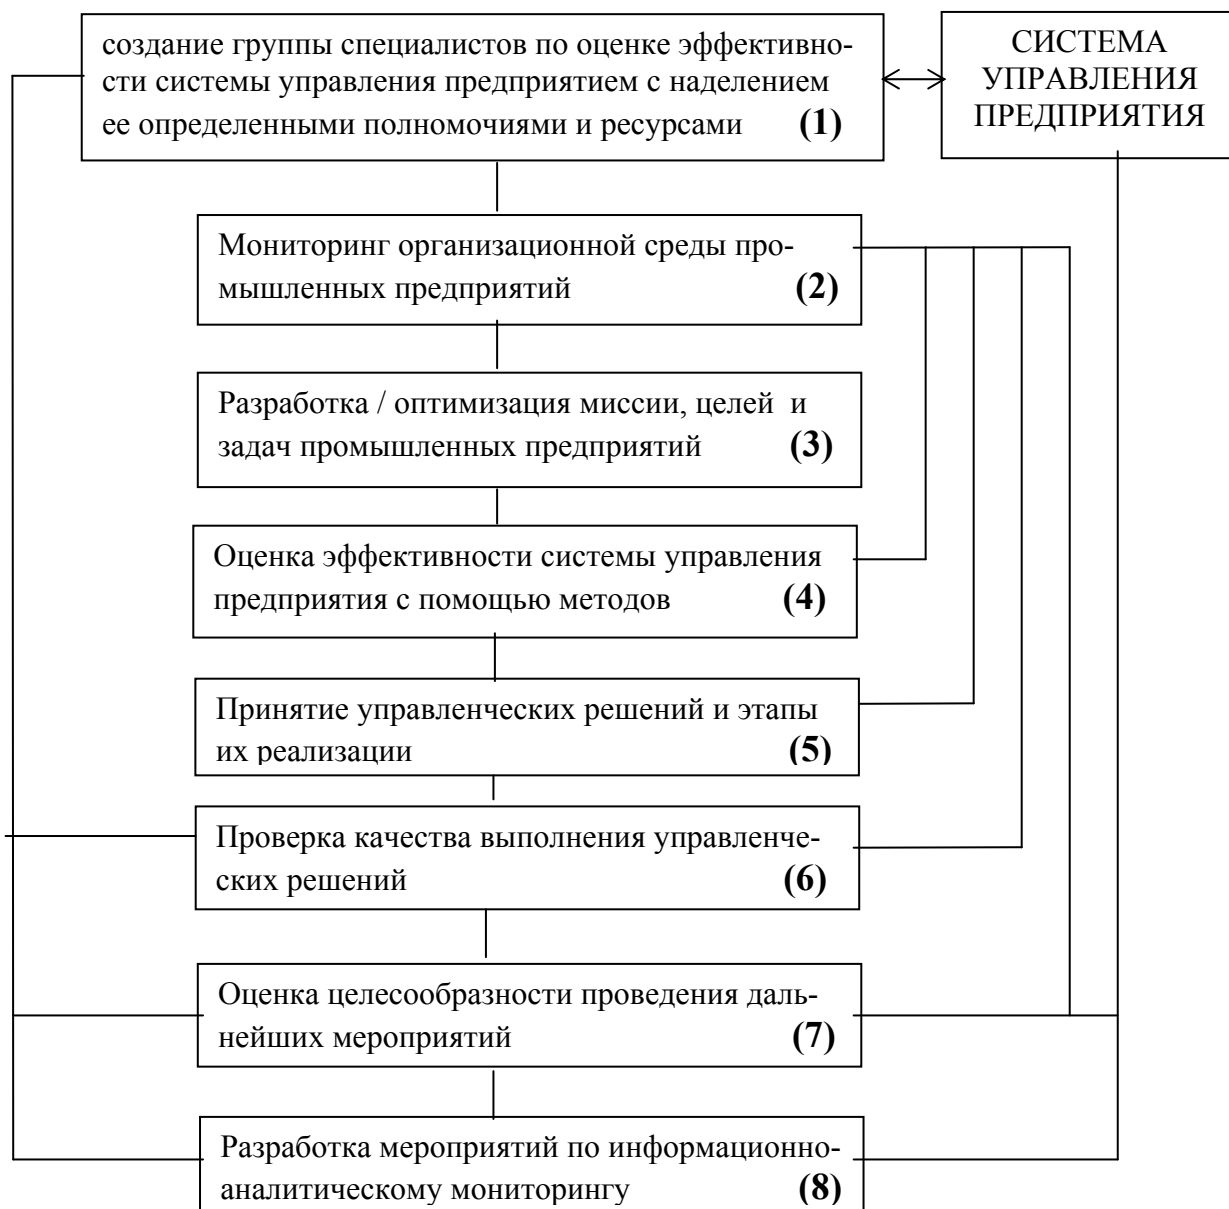 создание группы специалистов по оценке эффективно-
сти системы управления предприятием с наделением
ее определенными полномочиями и ресурсами (1)
СИСТЕМА
УПРАВЛЕНИЯ
ПРЕДПРИЯТИЯ
Мониторинг организационной среды про-
мышленных предприятий (2)
Разработка / оптимизация миссии, целей и
задач промышленных предприятий (3)
Оценка эффективности системы управления
предприятия с помощью методов (4)
Принятие управленческих решений и этапы
их реализации (5)
Проверка качества выполнения управленче-
ских решений (6)
Оценка целесообразности проведения даль-
нейших мероприятий (7)
Разработка мероприятий по информационно-
аналитическому мониторингу (8)